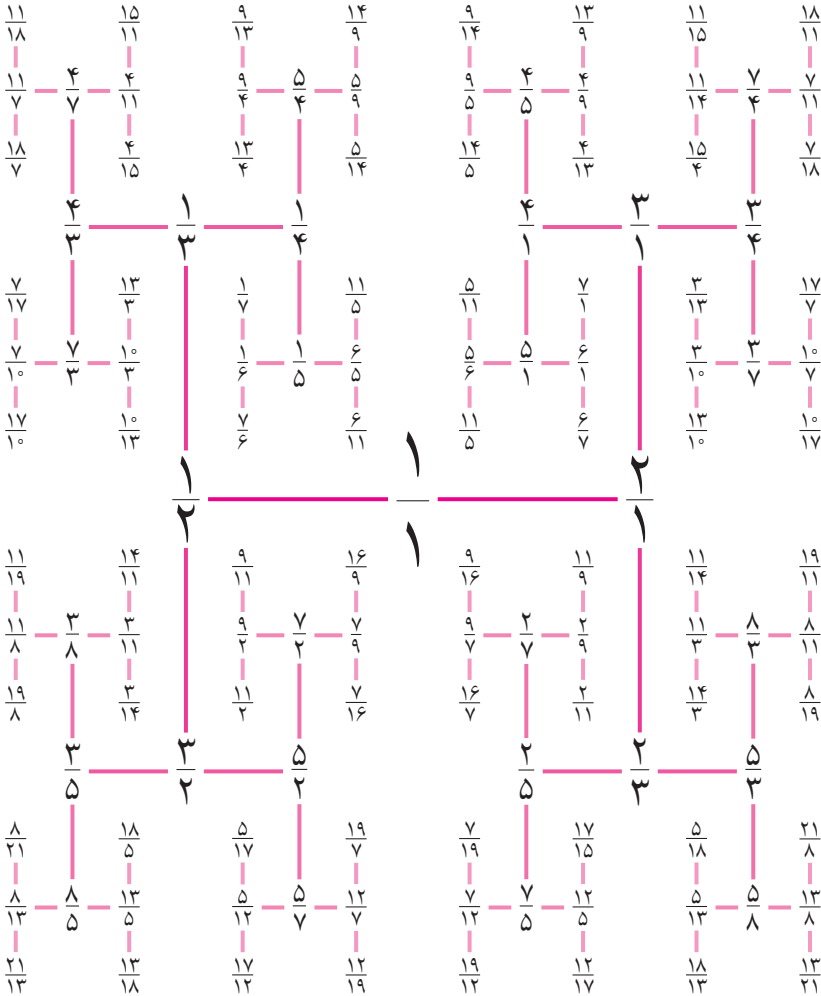 ۱۱/۱۸ ۱۵/۱۱ ۹/۱۳ ۱۴/۹ ۹/۱۴ ۱۳/۹ ۱۱/۱۵ ۱۸/۱۱
۱۱/۷ ۴/۷ ۴/۱۱ ۹/۴ ۵/۴ ۵/۹ ۹/۵ ۴/۵ ۴/۹ ۱۱/۱۴ ۷/۴ ۷/۱۱
۱۸/۷ ۴/۱۵ ۱۳/۴ ۵/۱۴ ۱۴/۵ ۴/۱۳ ۱۵/۴ ۷/۱۸
۴/۳ ۱/۳ ۱/۴ ۴/۱ ۳/۱ ۳/۴
۷/۱۷ ۱۳/۳ ۱/۷ ۱۱/۵ ۵/۱۱ ۷/۱ ۳/۱۳ ۱۷/۷
۷/۱۰ ۷/۳ ۱۰/۳ ۱/۶ ۱/۵ ۶/۵ ۵/۶ ۵/۱ ۶/۱ ۳/۱۰ ۳/۷ ۱۰/۷
۱۷/۱۰ ۱۰/۱۳ ۷/۶ ۶/۱۱ ۱۱/۵ ۶/۷ ۱۳/۱۰ ۱۰/۱۷
۱/۲ ۱/۱ ۲/۱
۱۱/۱۹ ۱۴/۱۱ ۹/۱۱ ۱۶/۹ ۹/۱۶ ۱۱/۹ ۱۱/۱۴ ۱۹/۱۱
۱۱/۸ ۳/۸ ۳/۱۱ ۹/۲ ۷/۲ ۷/۹ ۹/۷ ۲/۷ ۲/۹ ۱۱/۳ ۸/۳ ۸/۱۱
۱۹/۸ ۳/۱۴ ۱۱/۲ ۷/۱۶ ۱۶/۷ ۲/۱۱ ۱۴/۳ ۸/۱۹
۳/۵ ۳/۲ ۵/۲ ۲/۵ ۲/۳ ۵/۳
۸/۲۱ ۱۸/۵ ۵/۱۷ ۱۹/۷ ۷/۱۹ ۱۷/۱۵ ۵/۱۸ ۲۱/۸
۸/۱۳ ۸/۵ ۱۳/۵ ۵/۱۲ ۵/۷ ۱۲/۷ ۷/۱۲ ۷/۵ ۱۲/۵ ۵/۱۳ ۵/۸ ۱۳/۸
۲۱/۱۳ ۱۳/۱۸ ۱۷/۱۲ ۱۲/۱۹ ۱۹/۱۲ ۱۲/۱۷ ۱۸/۱۳ ۱۳/۲۱